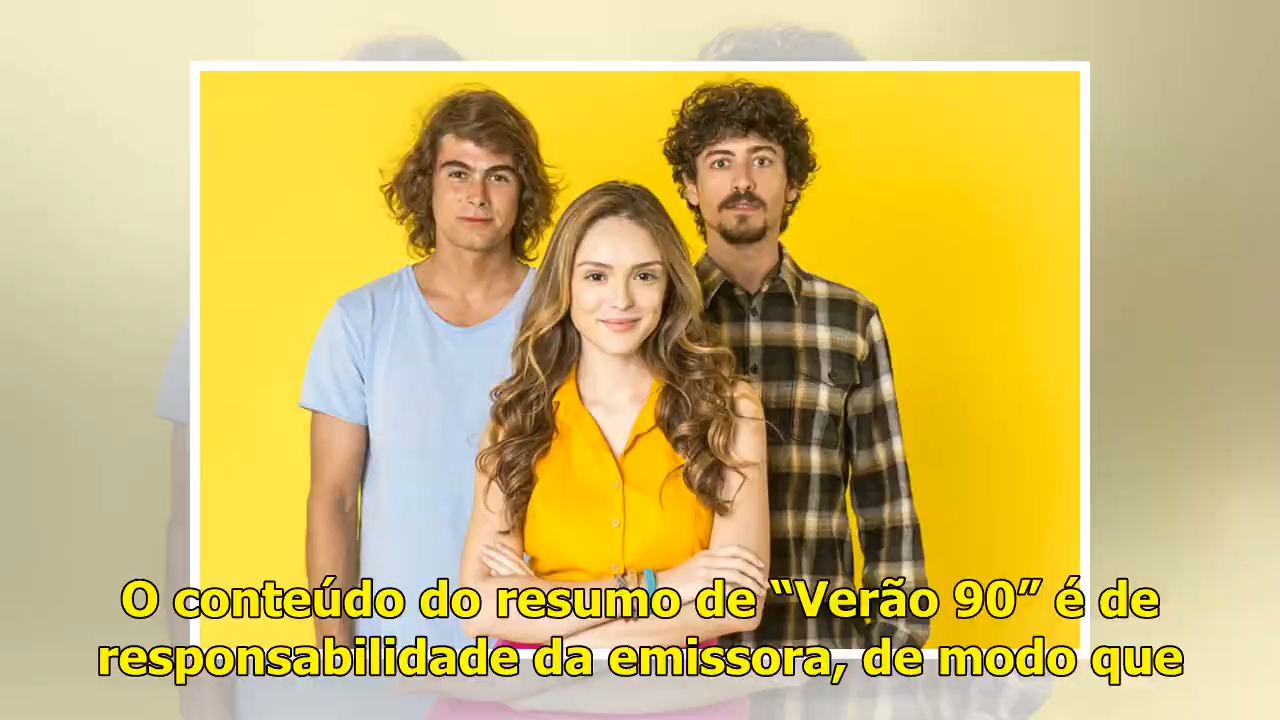 O conteúdo do resumo de “Verão 90” é de
responsabilidade da emissora, de modo que